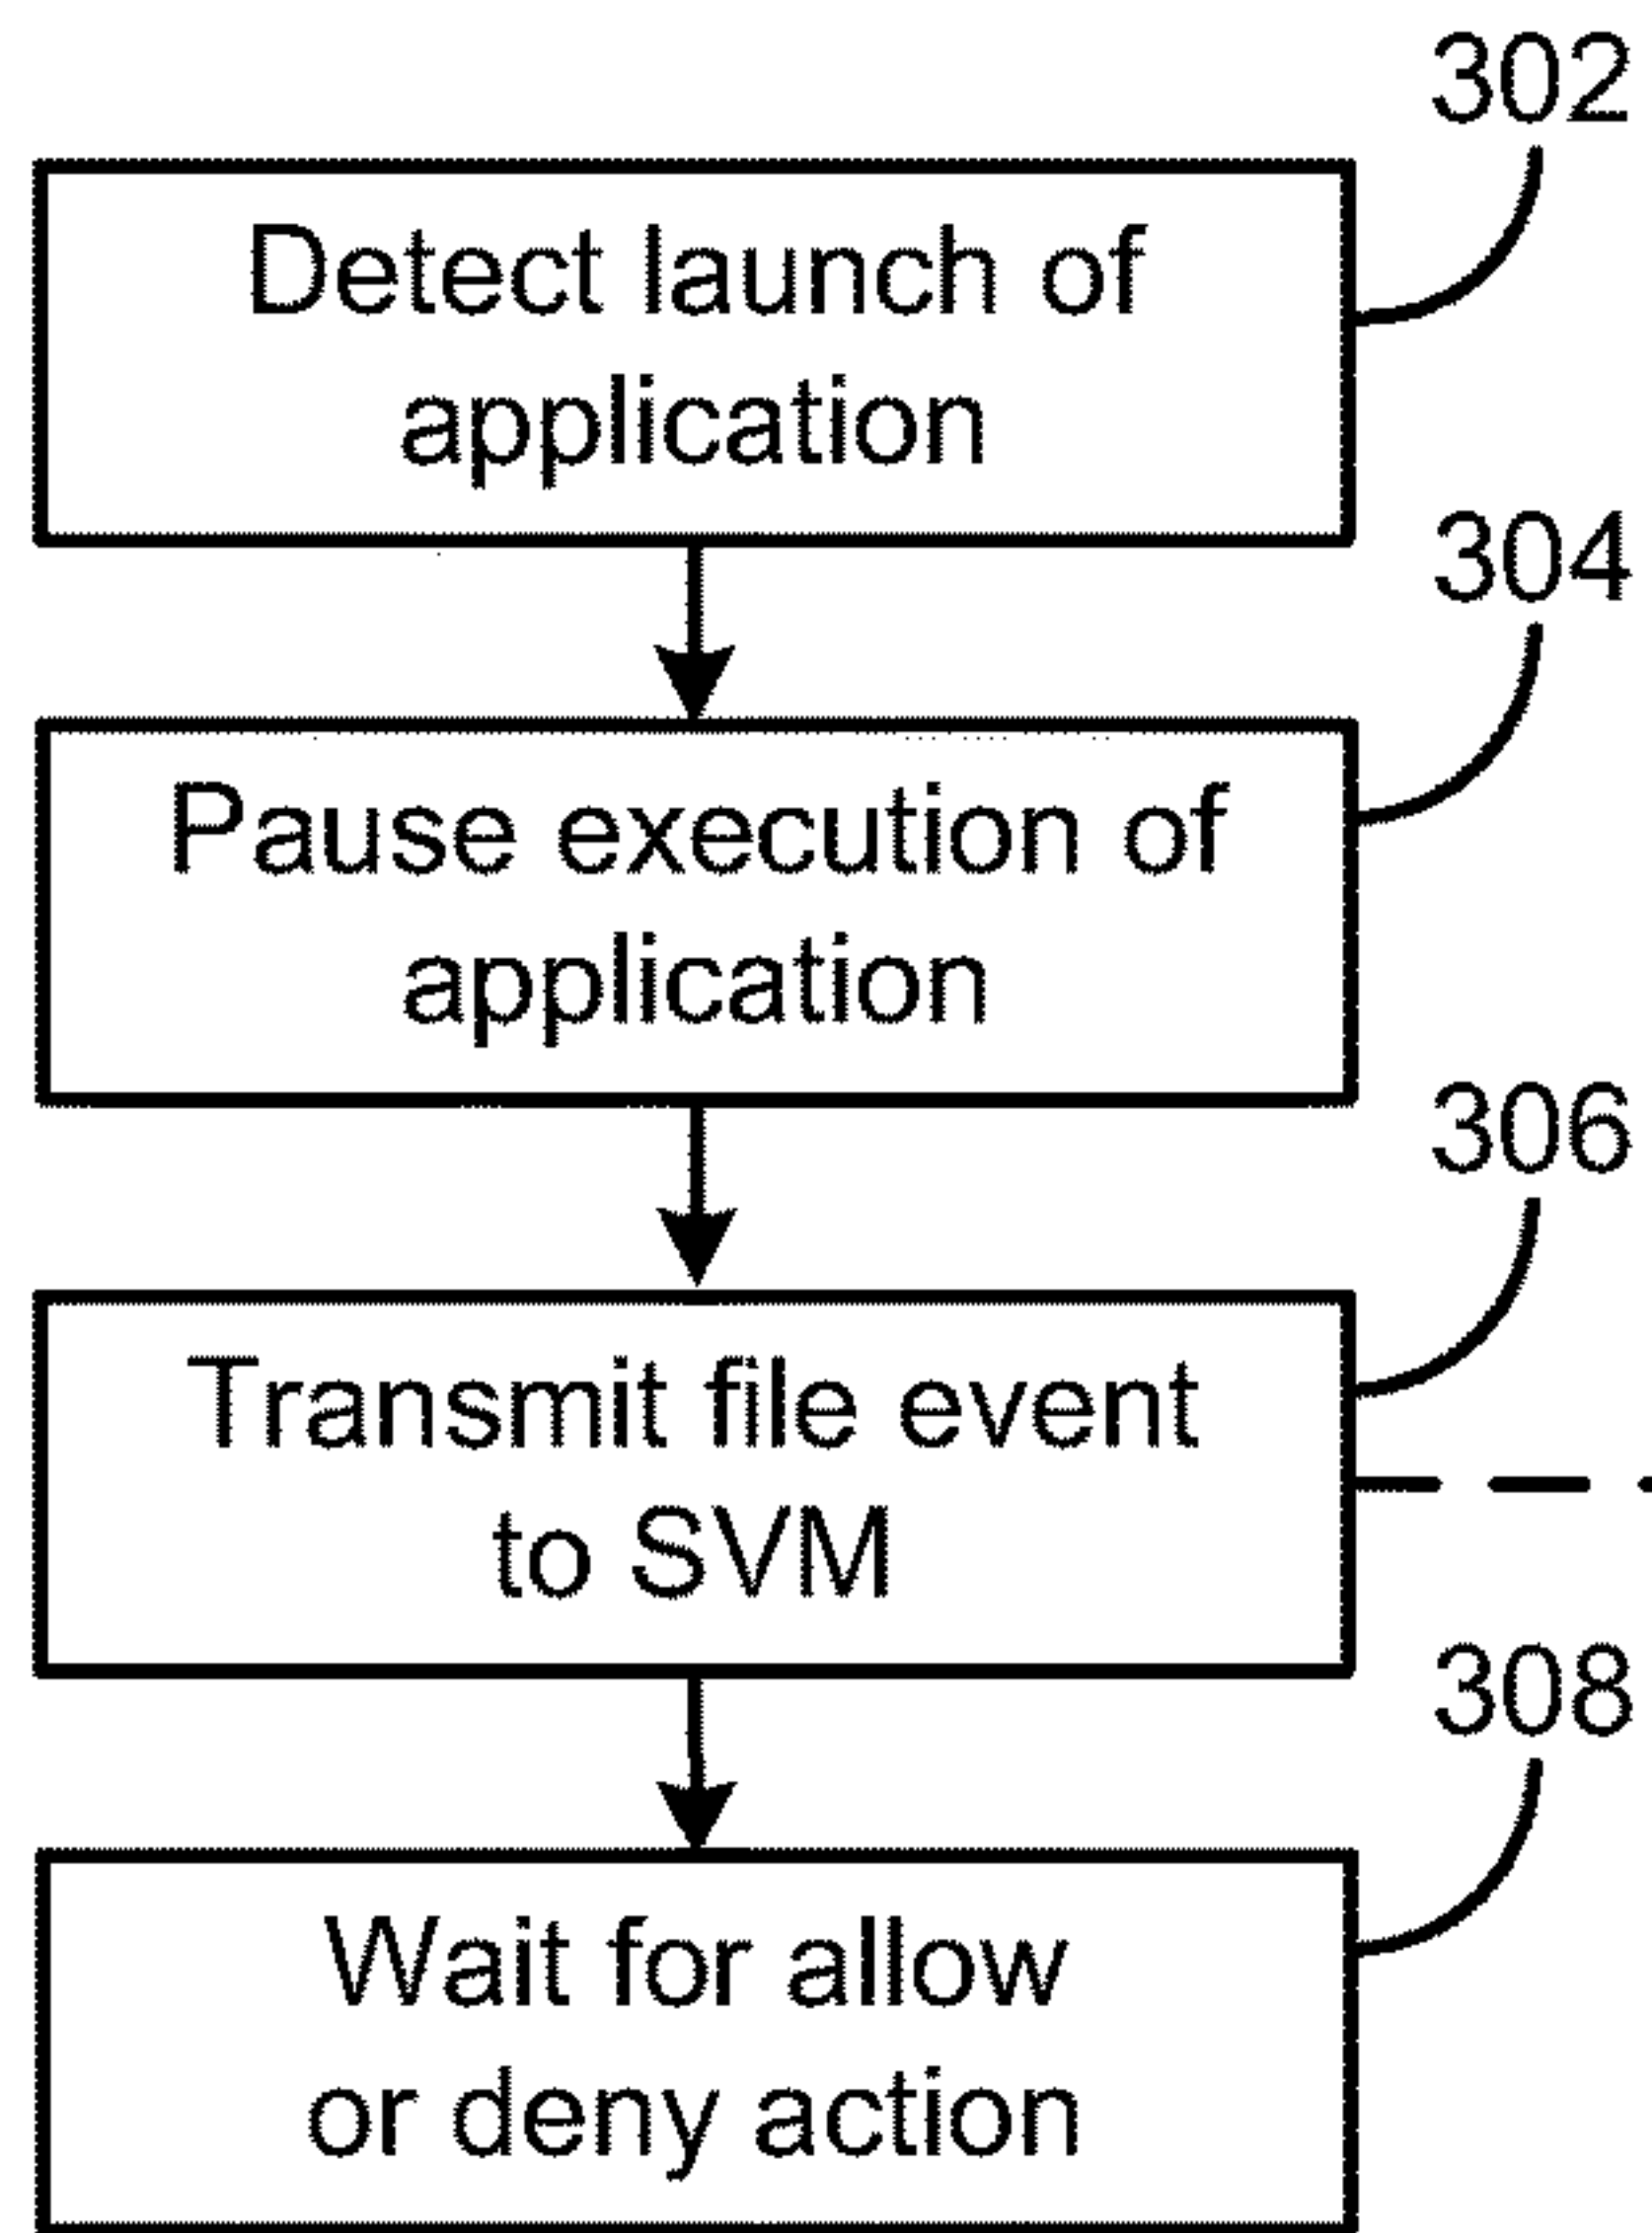 302
Detect launch of
application
304
Pause execution of
application
306
Transmit file event
to SVM
308
Wait for allow
or deny action